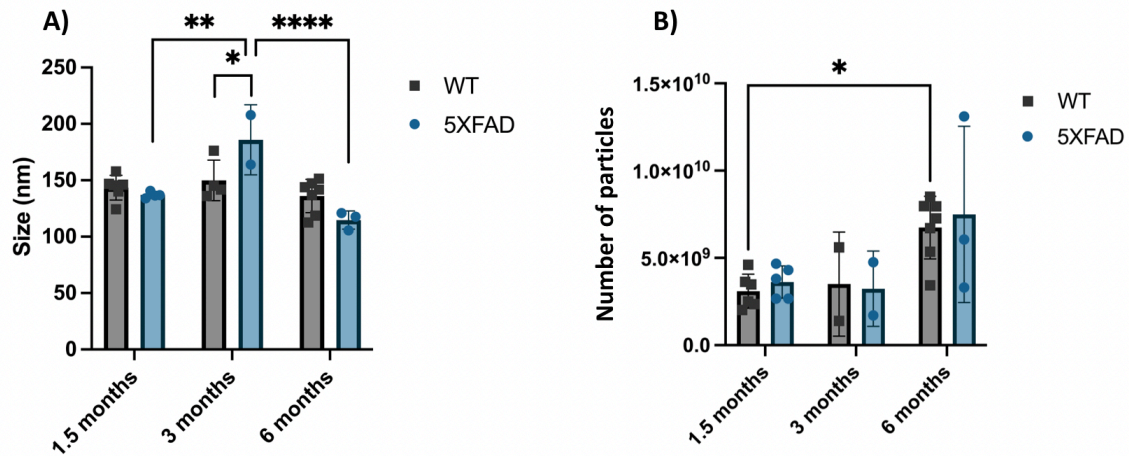 A)
**
****
*
250
200
150
100
50
0
Size (nm)
1.5 months
3 months
6 months
WT
5XFAD
B)
*
1.5×10¹⁰
1.0×10¹⁰
5.0×10⁹
0.0
Number of particles
1.5 months
3 months
6 months
WT
5XFAD